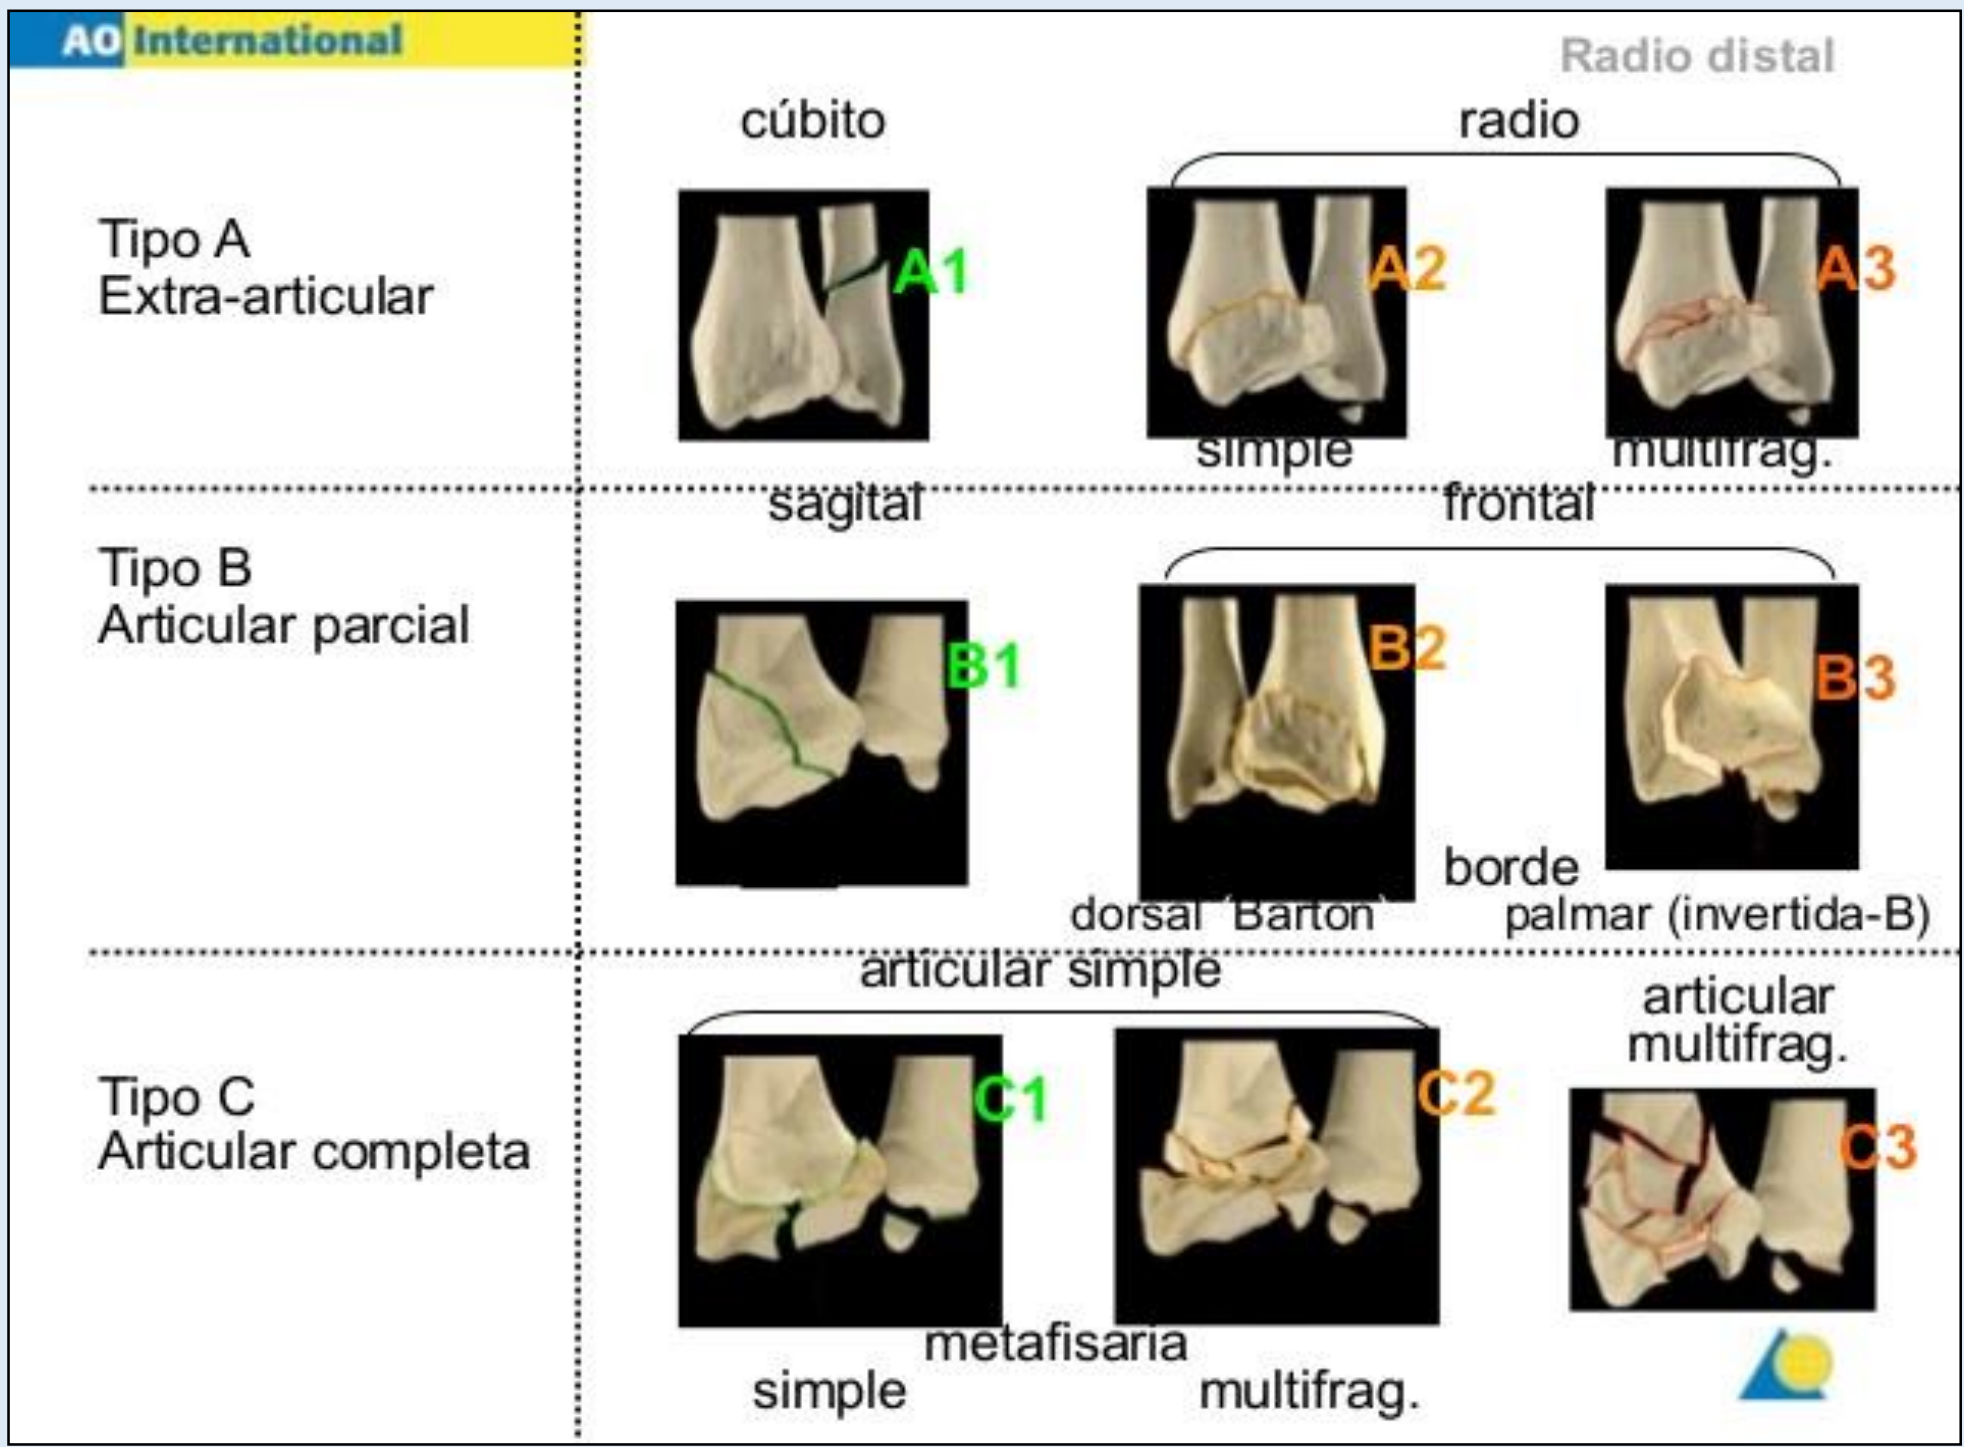 AO International
Radio distal
cúbito
radio
Tipo A
Extra-articular
A1
A2
A3
simple
multifrag.
sagital
frontal
Tipo B
Articular parcial
B1
B2
B3
borde
dorsal ‘Barton’
palmar (invertida-B)
articular simple
articular
multifrag.
Tipo C
Articular completa
C1
C2
C3
metafisaria
simple
multifrag.